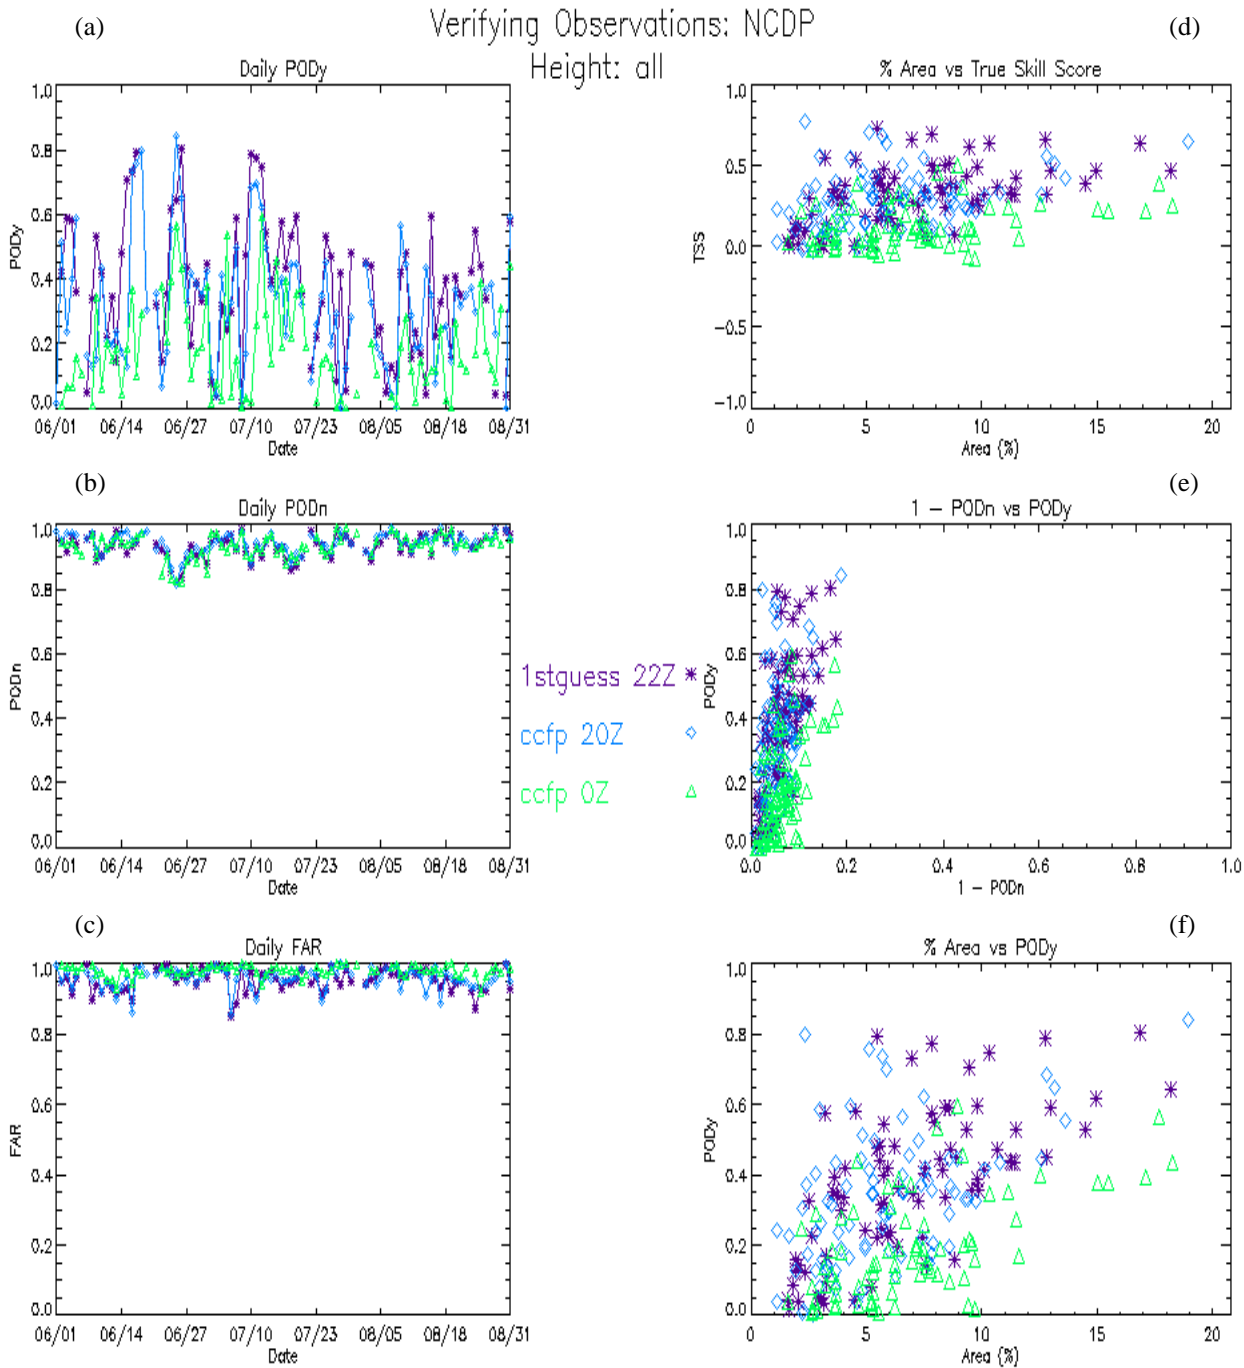 (a)
Verifying Observations: NCDP
Height: all
(d)
Daily PODy
1.0
0.8
0.6
0.4
0.2
0.0
PODy
06/01 06/14 06/27 07/10 07/23 08/05 08/18 08/31
Date
% Area vs True Skill Score
1.0
0.5
0.0
-0.5
-1.0
TSS
0 5 10 15 20
Area (%)
(b)
Daily PODn
1.0
0.8
0.6
0.4
0.2
0.0
PODn
06/01 06/14 06/27 07/10 07/23 08/05 08/18 08/31
Date
1stguess 22Z
ccfp 20Z
ccfp 0Z
(e)
1 - PODn vs PODy
1.0
0.8
0.6
0.4
0.2
0.0
PODy
0.0 0.2 0.4 0.6 0.8 1.0
1 - PODn
(c)
Daily FAR
1.0
0.8
0.6
0.4
0.2
0.0
FAR
06/01 06/14 06/27 07/10 07/23 08/05 08/18 08/31
Date
(f)
% Area vs PODy
1.0
0.8
0.6
0.4
0.2
0.0
PODy
0 5 10 15 20
Area (%)